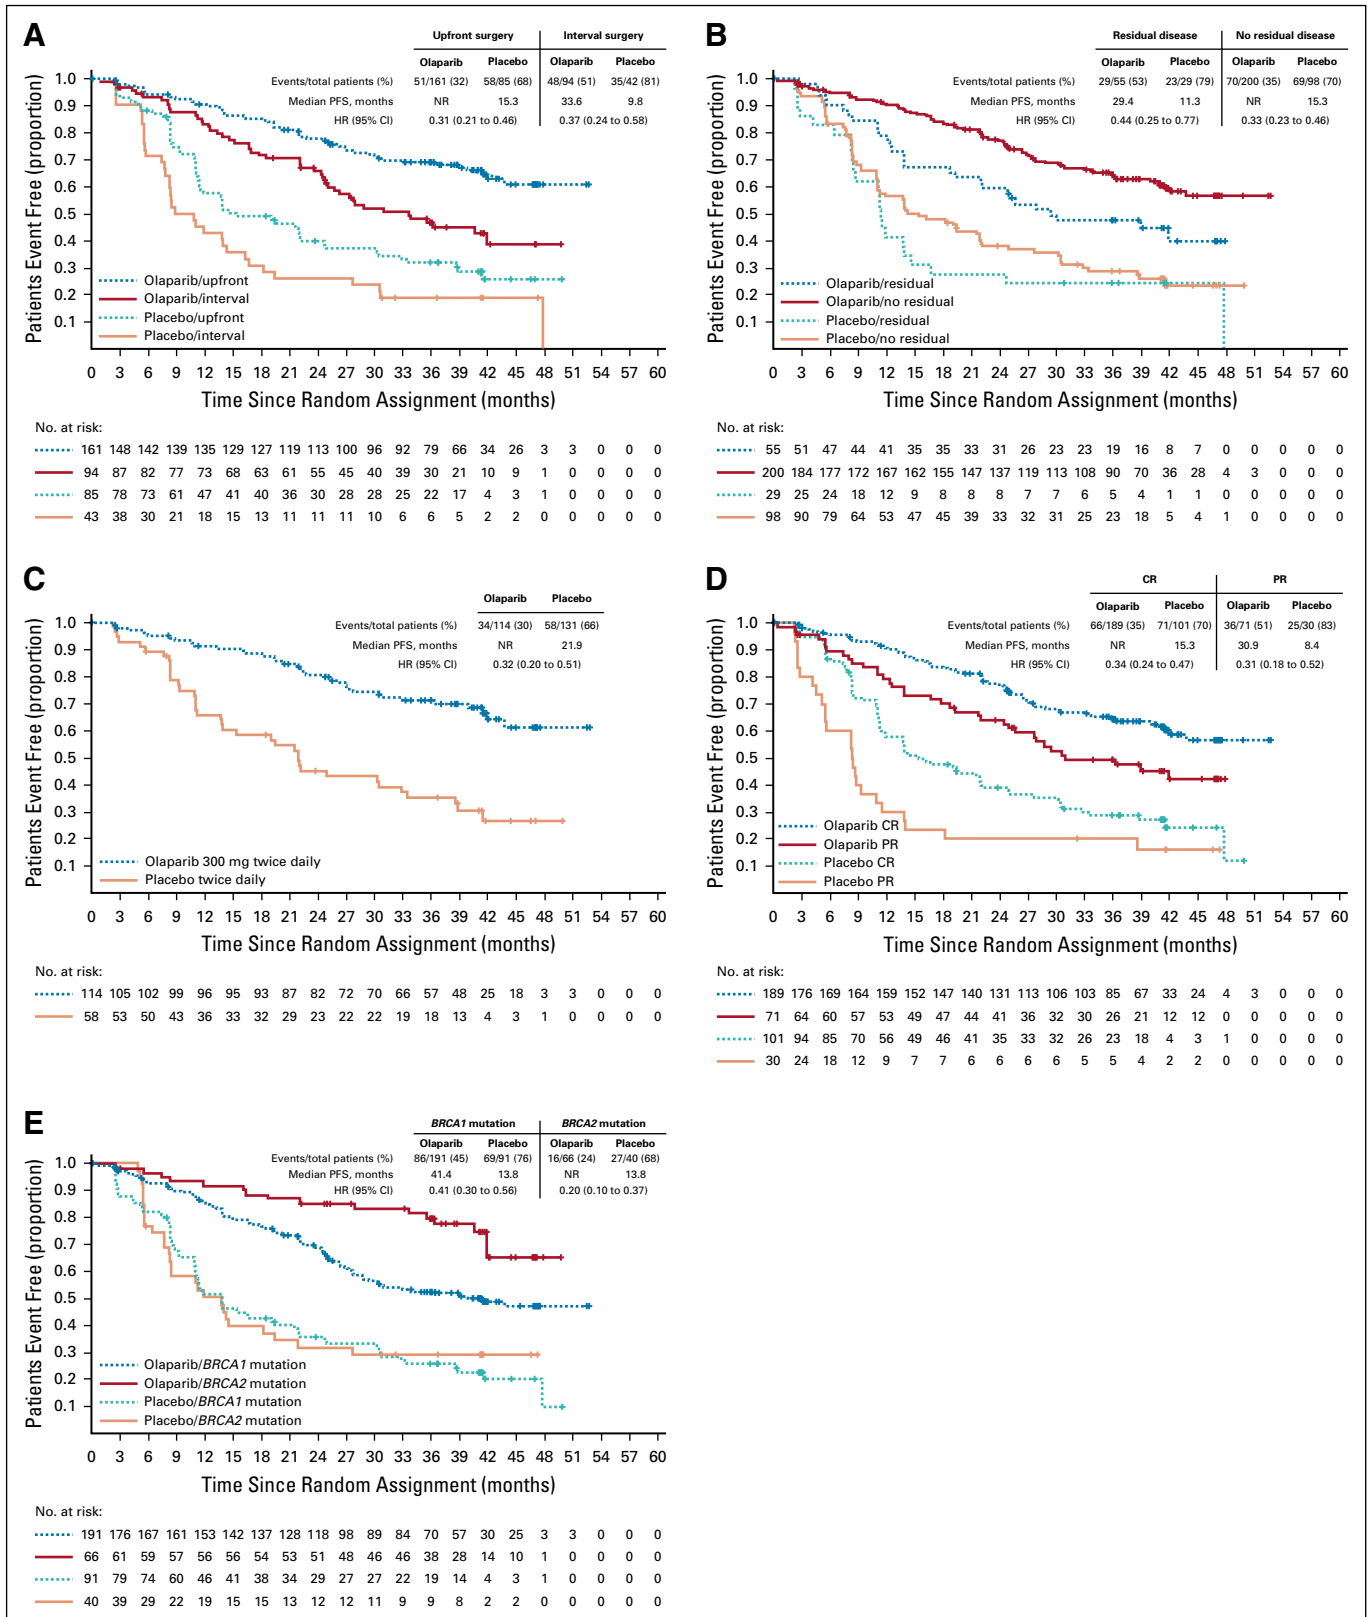 A
Upfront surgery Interval surgery
Olaparib Placebo Olaparib Placebo
Events/total patients (%) 51/161 (32) 58/85 (68) 48/94 (51) 35/42 (81)
Median PFS, months NR 15.3 33.6 9.8
HR (95% CI) 0.31 (0.21 to 0.46) 0.37 (0.24 to 0.58)
Patients Event Free (proportion)
1.0
0.9
0.8
0.7
0.6
0.5
0.4
0.3
0.2
0.1
Olaparib/upfront
Olaparib/interval
Placebo/upfront
Placebo/interval
0 3 6 9 12 15 18 21 24 27 30 33 36 39 42 45 48 51 54 57 60
Time Since Random Assignment (months)
No. at risk:
161 148 142 139 135 129 127 119 113 100 96 92 79 66 34 26 3 3 0 0 0
94 87 82 77 73 68 63 61 55 45 40 39 30 21 10 9 1 0 0 0 0
85 78 73 61 47 41 40 36 30 28 28 25 22 17 4 3 1 0 0 0 0
43 38 30 21 18 15 13 11 11 11 10 6 6 5 2 2 0 0 0 0 0
B
Residual disease No residual disease
Olaparib Placebo Olaparib Placebo
Events/total patients (%) 29/55 (53) 23/29 (79) 70/200 (35) 69/98 (70)
Median PFS, months 29.4 11.3 NR 15.3
HR (95% CI) 0.44 (0.25 to 0.77) 0.33 (0.23 to 0.46)
Patients Event Free (proportion)
1.0
0.9
0.8
0.7
0.6
0.5
0.4
0.3
0.2
0.1
Olaparib/residual
Olaparib/no residual
Placebo/residual
Placebo/no residual
0 3 6 9 12 15 18 21 24 27 30 33 36 39 42 45 48 51 54 57 60
Time Since Random Assignment (months)
No. at risk:
55 51 47 44 41 35 35 33 31 26 23 23 19 16 8 7 0 0 0 0 0
200 184 177 172 167 162 155 147 137 119 113 108 90 70 36 28 4 3 0 0 0
29 25 24 18 12 9 8 8 8 7 7 6 5 4 1 1 0 0 0 0 0
98 90 79 64 53 47 45 39 33 32 31 25 23 18 5 4 1 0 0 0 0
C
Olaparib Placebo
Events/total patients (%) 34/114 (30) 58/131 (66)
Median PFS, months NR 21.9
HR (95% CI) 0.32 (0.20 to 0.51)
Patients Event Free (proportion)
1.0
0.9
0.8
0.7
0.6
0.5
0.4
0.3
0.2
0.1
Olaparib 300 mg twice daily
Placebo twice daily
0 3 6 9 12 15 18 21 24 27 30 33 36 39 42 45 48 51 54 57 60
Time Since Random Assignment (months)
No. at risk:
114 105 102 99 96 95 93 87 82 72 70 66 57 48 25 18 3 3 0 0 0
58 53 50 43 36 33 32 29 23 22 22 19 18 13 4 3 1 0 0 0 0
D
CR PR
Olaparib Placebo Olaparib Placebo
Events/total patients (%) 66/189 (35) 71/101 (70) 36/71 (51) 25/30 (83)
Median PFS, months NR 15.3 30.9 8.4
HR (95% CI) 0.34 (0.24 to 0.47) 0.31 (0.18 to 0.52)
Patients Event Free (proportion)
1.0
0.9
0.8
0.7
0.6
0.5
0.4
0.3
0.2
0.1
Olaparib CR
Olaparib PR
Placebo CR
Placebo PR
0 3 6 9 12 15 18 21 24 27 30 33 36 39 42 45 48 51 54 57 60
Time Since Random Assignment (months)
No. at risk:
189 176 169 164 159 152 147 140 131 113 106 103 85 67 33 24 4 3 0 0 0
71 64 60 57 53 49 47 44 41 36 32 30 26 21 12 12 0 0 0 0 0
101 94 85 70 56 49 46 41 35 33 32 26 23 18 4 3 1 0 0 0 0
30 24 18 12 9 7 7 6 6 6 6 5 5 4 2 2 0 0 0 0 0
E
BRCA1 mutation BRCA2 mutation
Olaparib Placebo Olaparib Placebo
Events/total patients (%) 86/191 (45) 69/91 (76) 16/66 (24) 27/40 (68)
Median PFS, months 41.4 13.8 NR 13.8
HR (95% CI) 0.41 (0.30 to 0.56) 0.20 (0.10 to 0.37)
Patients Event Free (proportion)
1.0
0.9
0.8
0.7
0.6
0.5
0.4
0.3
0.2
0.1
Olaparib/BRCA1 mutation
Olaparib/BRCA2 mutation
Placebo/BRCA1 mutation
Placebo/BRCA2 mutation
0 3 6 9 12 15 18 21 24 27 30 33 36 39 42 45 48 51 54 57 60
Time Since Random Assignment (months)
No. at risk:
191 176 167 161 153 142 137 128 118 98 89 84 70 57 30 25 3 3 0 0 0
66 61 59 57 56 56 54 53 51 48 46 46 38 28 14 10 1 0 0 0 0
91 79 74 60 46 41 38 34 29 27 27 22 19 14 4 3 1 0 0 0 0
40 39 29 22 19 15 15 13 12 12 11 9 9 8 2 2 0 0 0 0 0